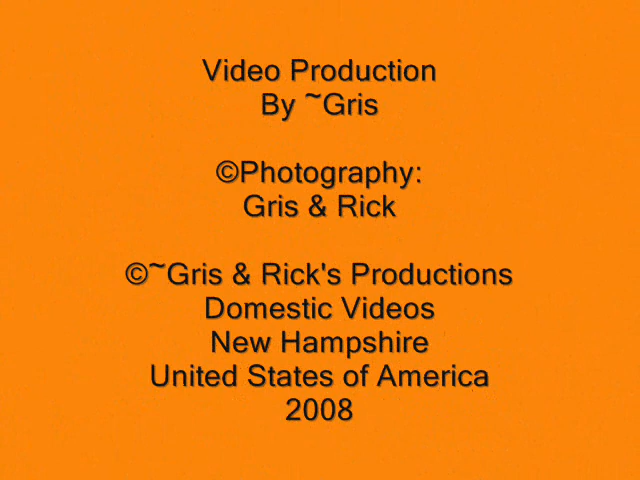 Video Production
By ~Gris
©Photography:
Gris & Rick
©~Gris & Rick's Productions
Domestic Videos
New Hampshire
United States of America
2008